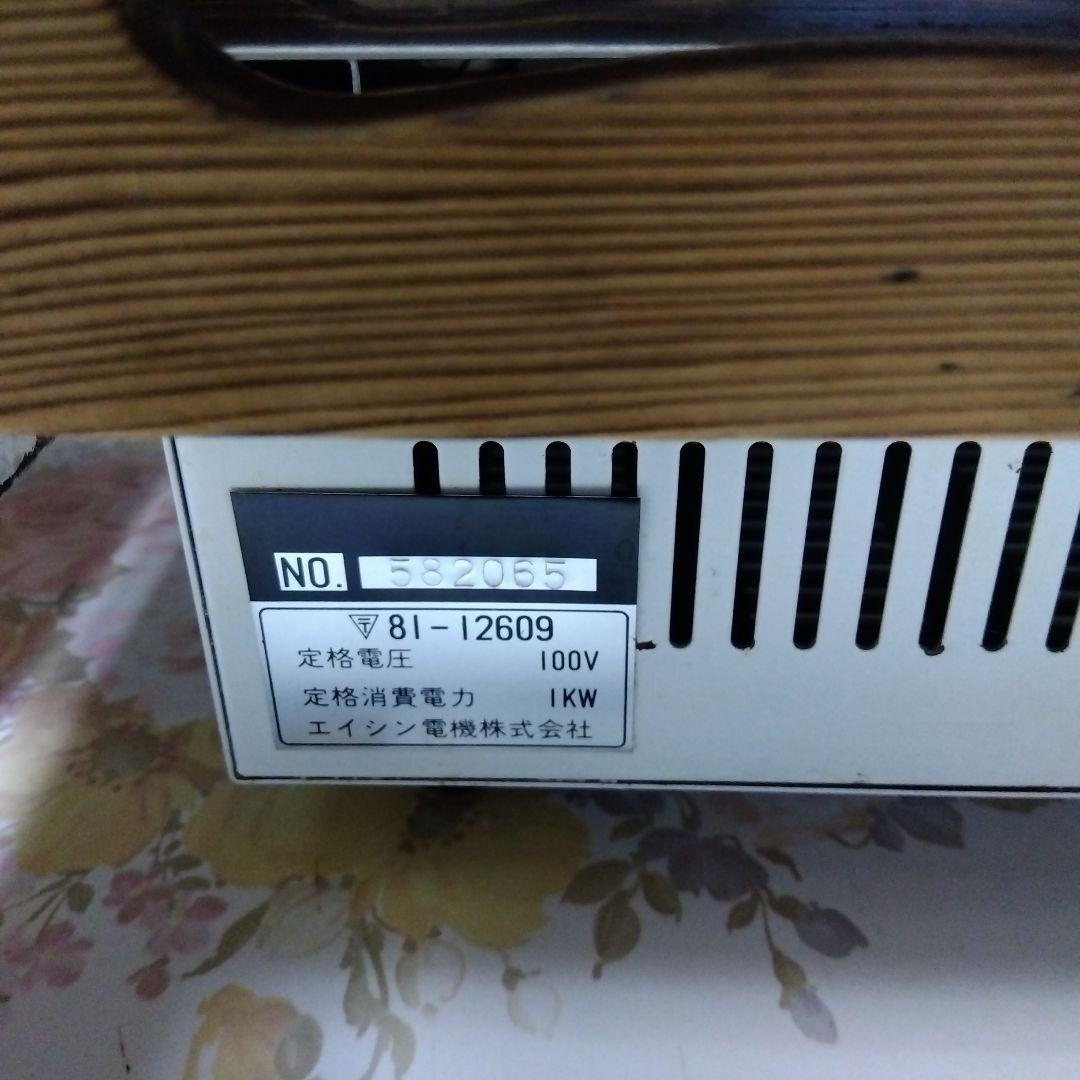 NO. 582065
〒 81-12609
定格電圧 100V
定格消費電力 1KW
エイシン電機株式会社